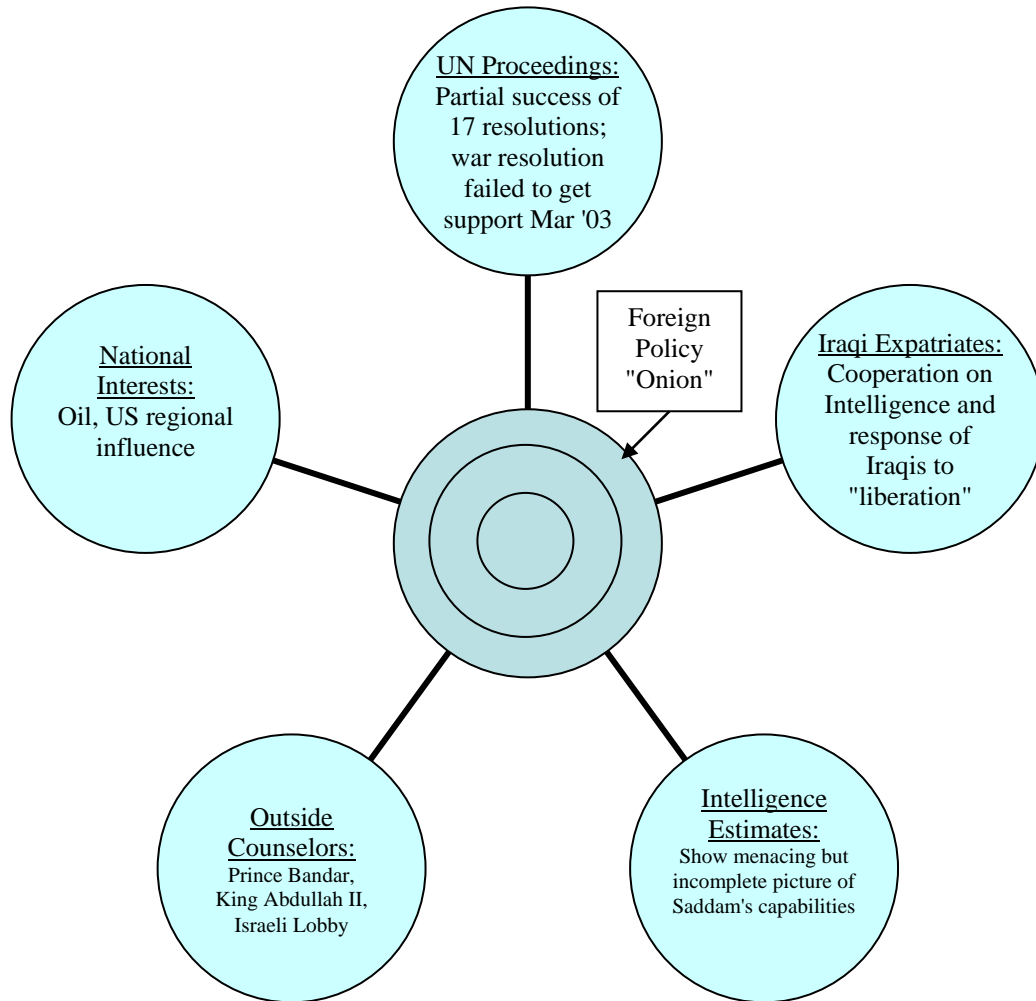 UN Proceedings:
Partial success of
17 resolutions;
war resolution
failed to get
support Mar '03
Foreign
Policy
"Onion"
National
Interests:
Oil, US regional
influence
Iraqi Expatriates:
Cooperation on
Intelligence and
response of
Iraqis to
"liberation"
Outside
Counselors:
Prince Bandar,
King Abdullah II,
Israeli Lobby
Intelligence
Estimates:
Show menacing but
incomplete picture of
Saddam's capabilities